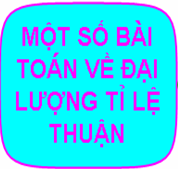 MỘT SỐ BÀI
TOÁN VỀ ĐẠI
LƯỢNG TỈ LỆ
THUẬN